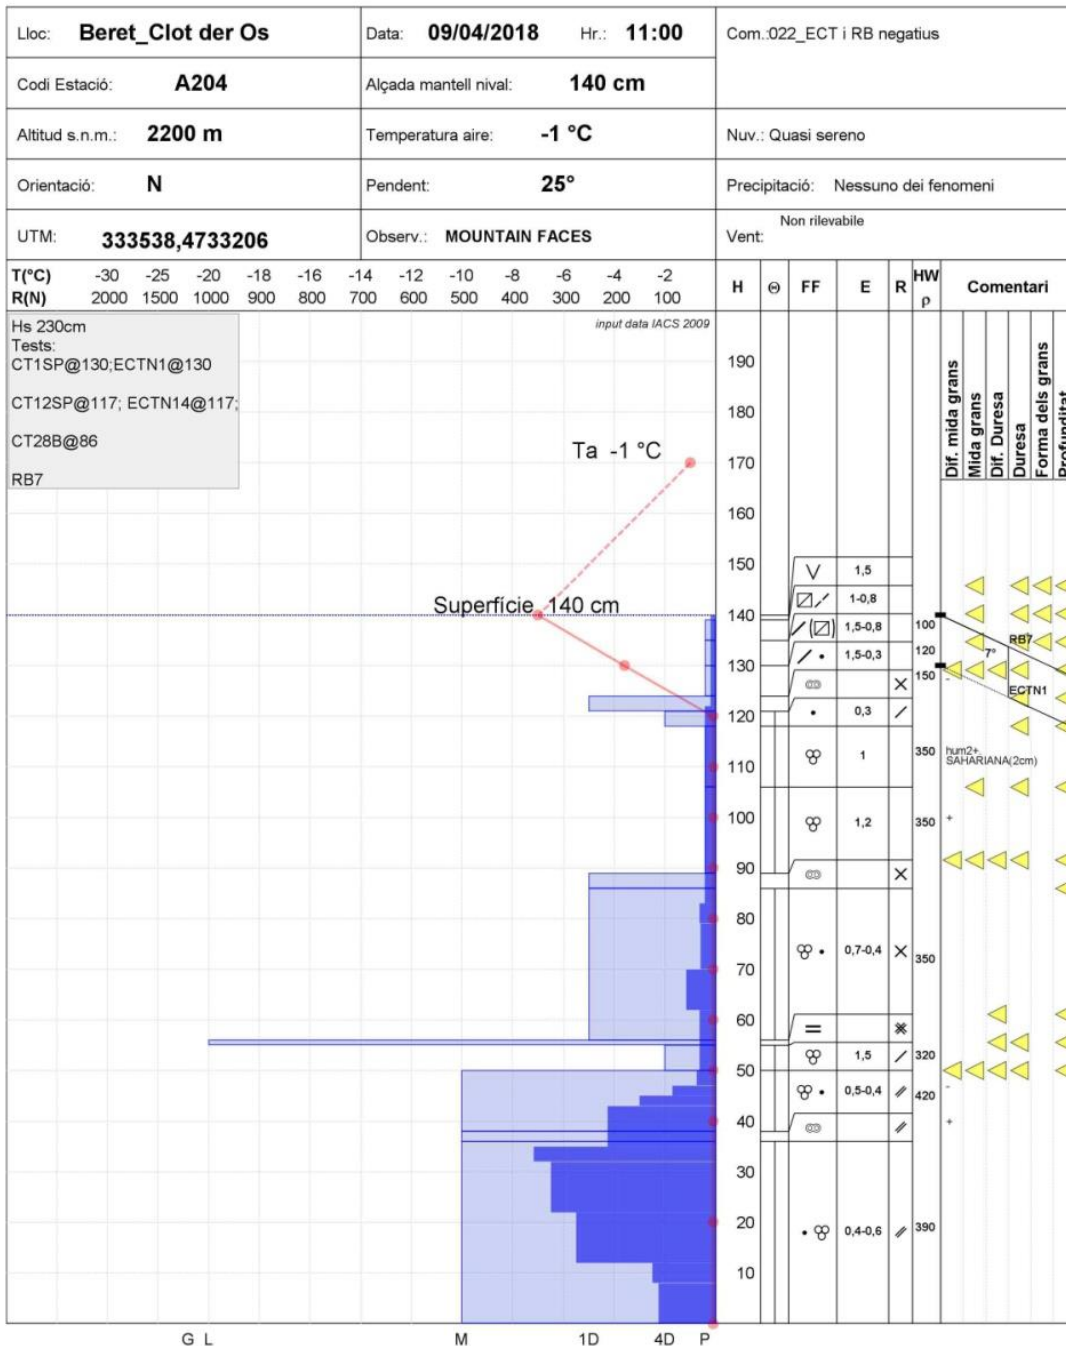 Lloc: Beret_Clot der Os Data: 09/04/2018 Hr.: 11:00 Com.:022_ECT i RB negatius
Codi Estació: A204 Alçada mantell nival: 140 cm
Altitud s.n.m.: 2200 m Temperatura aire: -1 °C Nuv.: Quasi sereno
Orientació: N Pendent: 25° Precipitació: Nessuno dei fenomeni
UTM: 333538,4733206 Observ.: MOUNTAIN FACES Vent: Non rilevabile
T(°C) -30 -25 -20 -18 -16 -14 -12 -10 -8 -6 -4 -2
R(N) 2000 1500 1000 900 800 700 600 500 400 300 200 100
H Θ FF E R HW ρ Comentari
Hs 230cm
Tests:
CT1SP@130;ECTN1@130
CT12SP@117; ECTN14@117;
CT28B@86
RB7
input data IACS 2009
Dif. mida grans
Mida grans
Dif. Duresa
Duresa
Forma dels grans
Profunditat
Ta -1 °C
Superfície 140 cm
190
180
170
160
150
140
130
120
110
100
90
80
70
60
50
40
30
20
10
1,5
1-0,8
1,5-0,8 100
1,5-0,3 120
150
0,3
1 350
1,2 350
0,7-0,4 350
1,5 320
0,5-0,4 420
0,4-0,6 390
RB7
7°
-
ECTN1
hum2+.
SAHARIANA(2cm)
+
-
+
G L M 1D 4D P